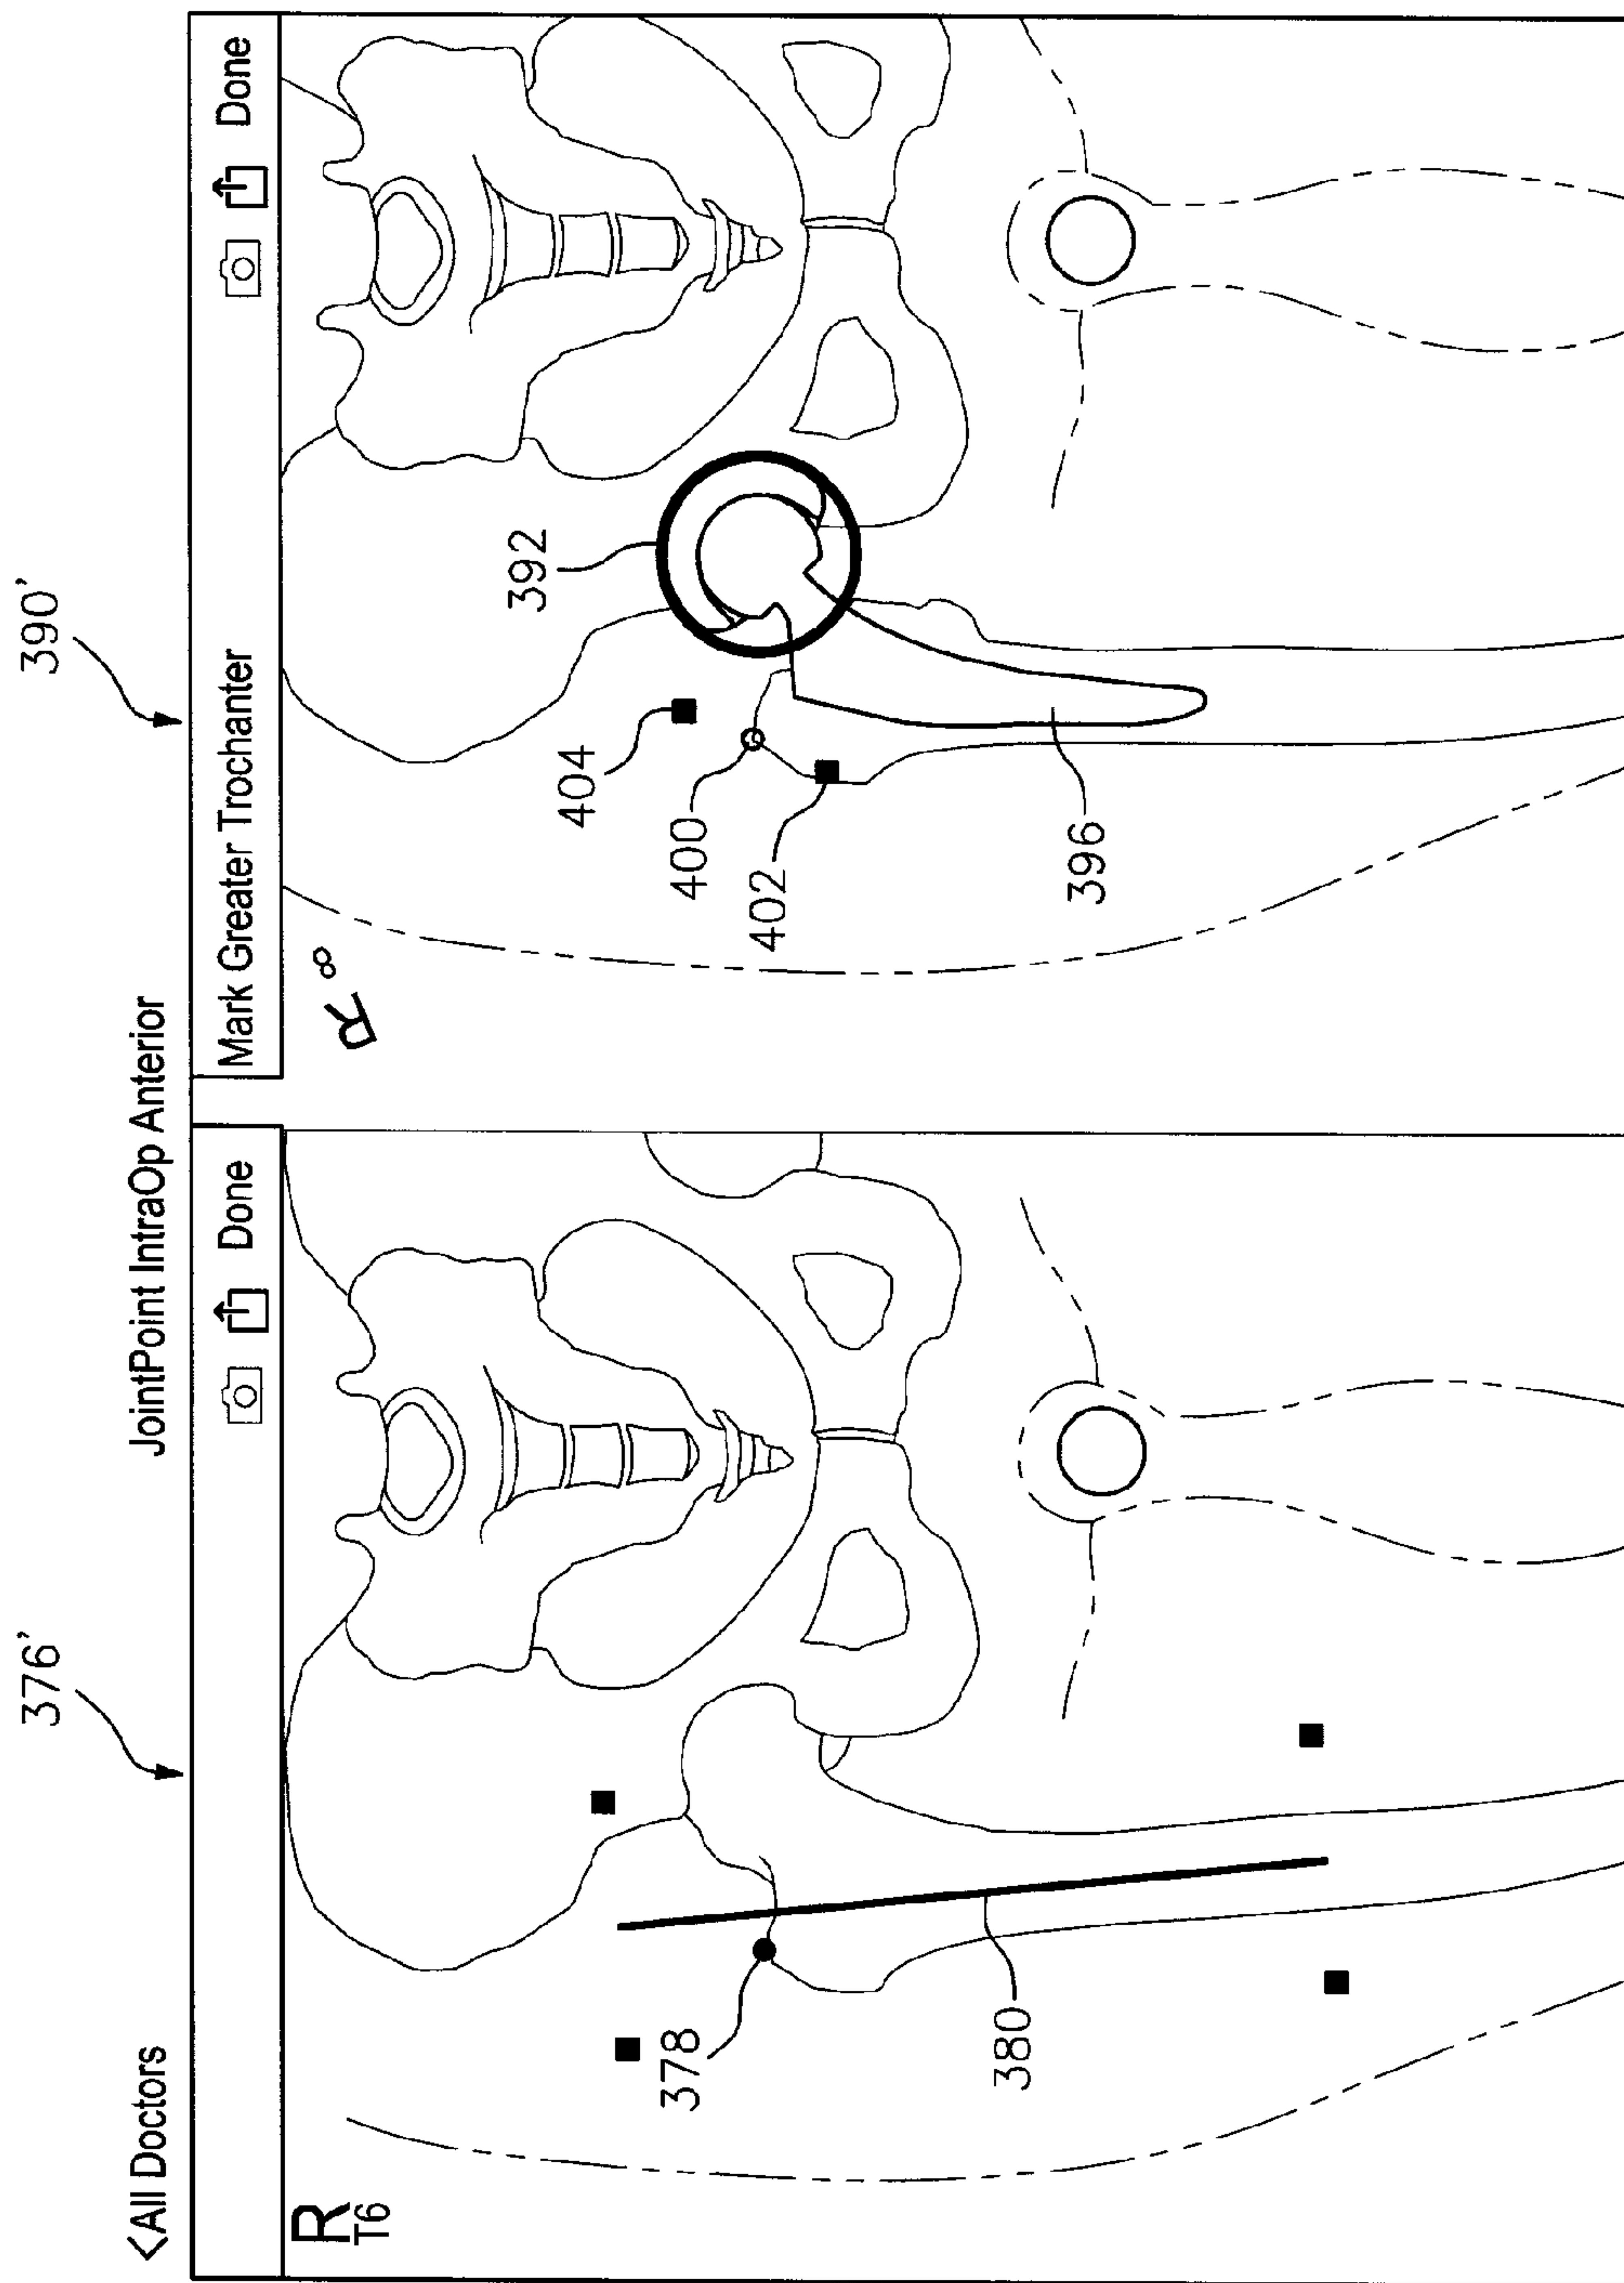 376'
390'
<All Doctors
JointPoint IntraOp Anterior
Done
Mark Greater Trochanter
Done
R
T6
R
378
380
392
404
400
402
396